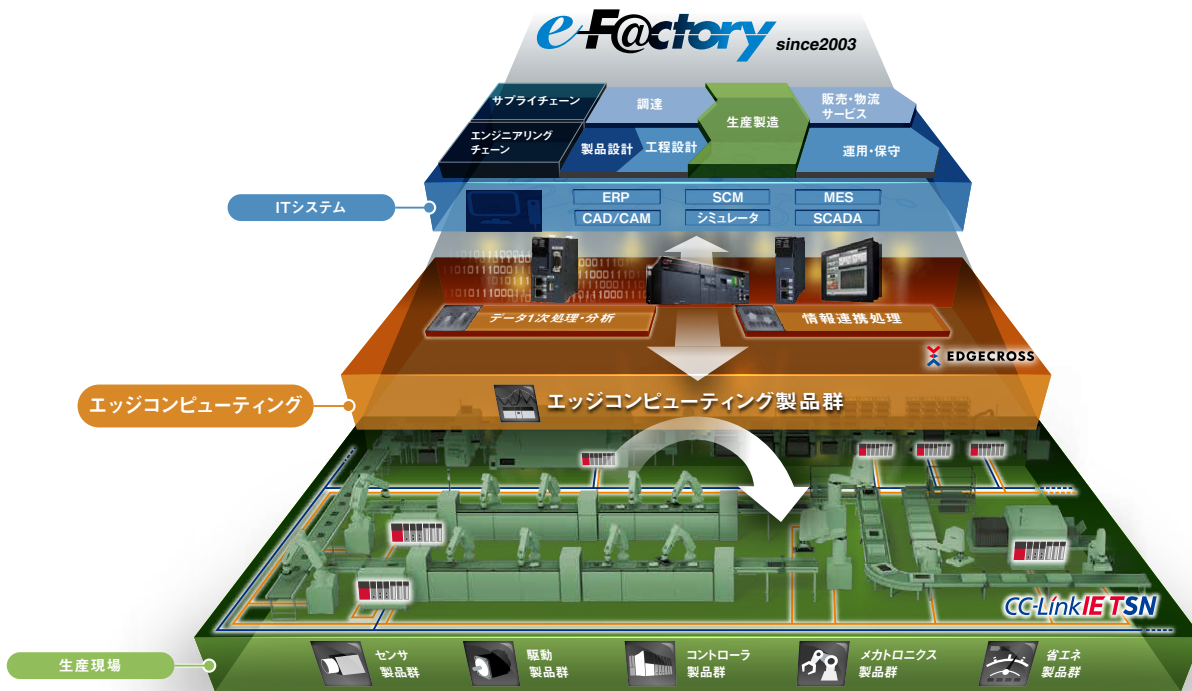 e-F@ctory since2003
サプライチェーン
調達
生産製造
販売・物流
サービス
エンジニアリング
チェーン
製品設計
工程設計
運用・保守
ITシステム
ERP
SCM
MES
CAD/CAM
シミュレータ
SCADA
データ1次処理・分析
情報連携処理
EDGECROSS
エッジコンピューティング
エッジコンピューティング製品群
CC-Link IE TSN
生産現場
センサ
製品群
駆動
製品群
コントローラ
製品群
メカトロニクス
製品群
省エネ
製品群